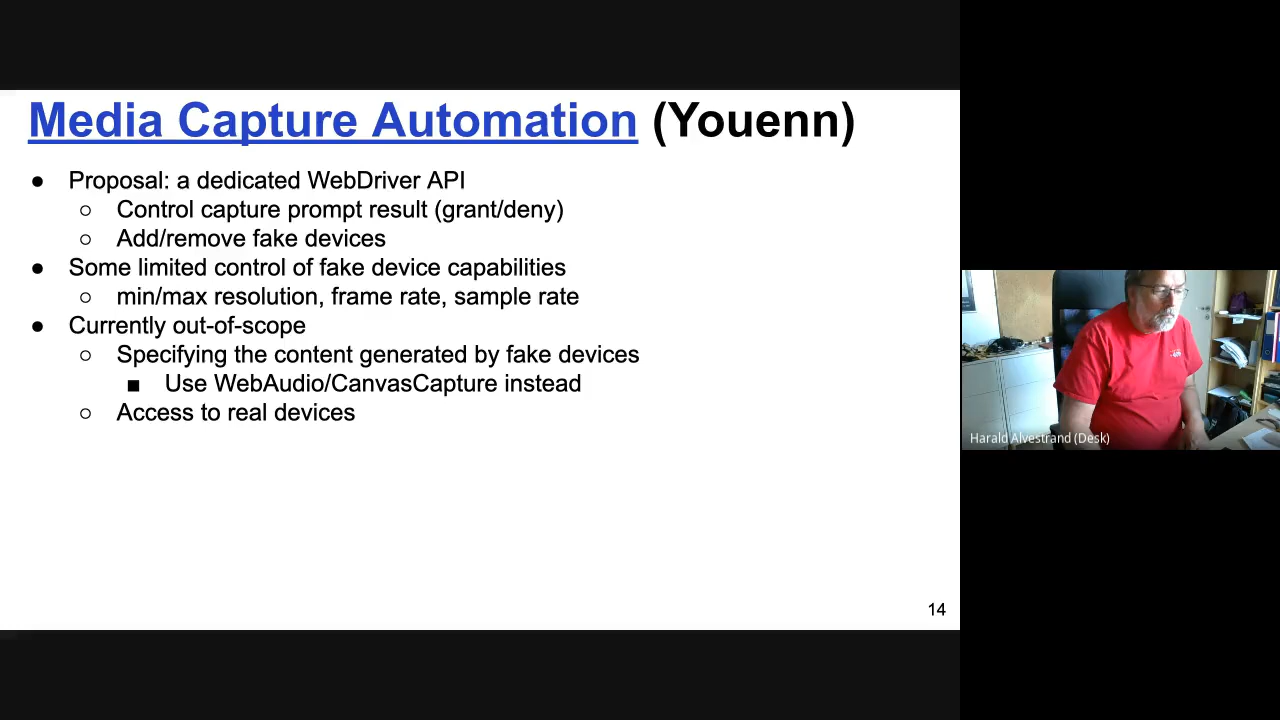 Media Capture Automation (Youenn)
● Proposal: a dedicated WebDriver API
○ Control capture prompt result (grant/deny)
○ Add/remove fake devices
● Some limited control of fake device capabilities
○ min/max resolution, frame rate, sample rate
● Currently out-of-scope
○ Specifying the content generated by fake devices
■ Use WebAudio/CanvasCapture instead
○ Access to real devices
14
Harald Alvestrand (Desk)